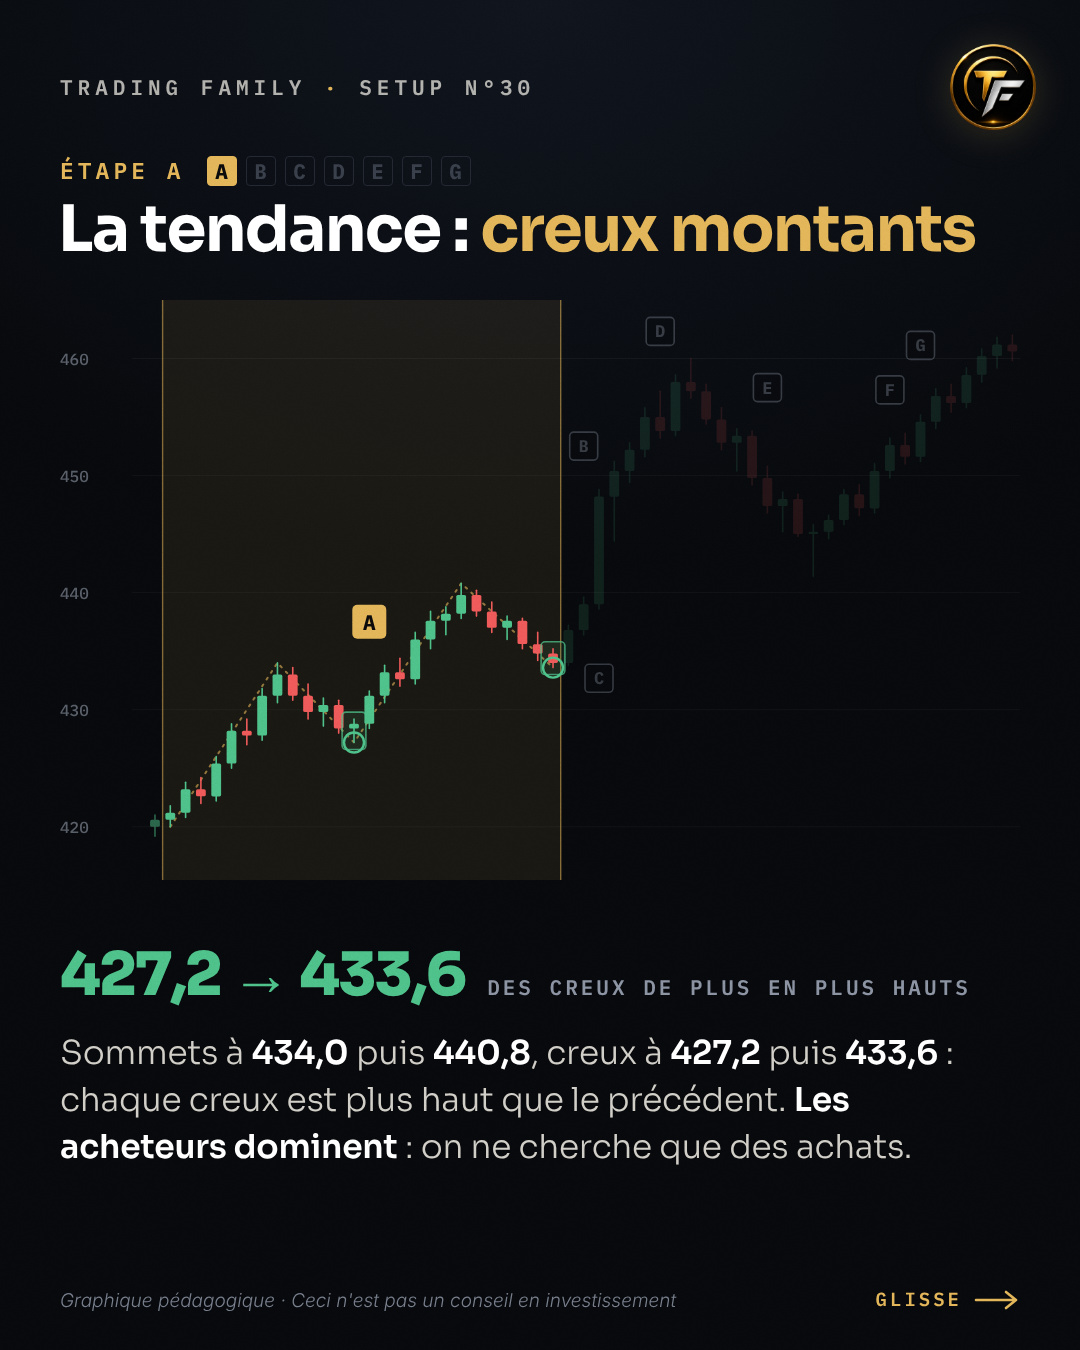 TRADING FAMILY · SETUP N°30
TF
ÉTAPE A A B C D E F G
La tendance : creux montants
460
450
440
430
420
D
G
E
F
B
A
C
427,2 → 433,6 DES CREUX DE PLUS EN PLUS HAUTS
Sommets à 434,0 puis 440,8, creux à 427,2 puis 433,6 :
chaque creux est plus haut que le précédent. Les
acheteurs dominent : on ne cherche que des achats.
Graphique pédagogique · Ceci n'est pas un conseil en investissement
GLISSE →